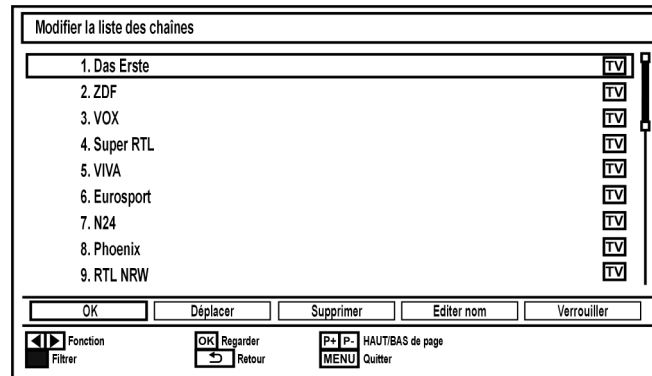 Modifier la liste des chaînes
1. Das Erste TV
2. ZDF TV
3. VOX TV
4. Super RTL TV
5. VIVA TV
6. Eurosport TV
7. N24 TV
8. Phoenix TV
9. RTL NRW TV
OK Déplacer Supprimer Editer nom Verrouiller
Fonction OK Regarder P+ P- HAUT/BAS de page
Filtrer Retour MENU Quitter